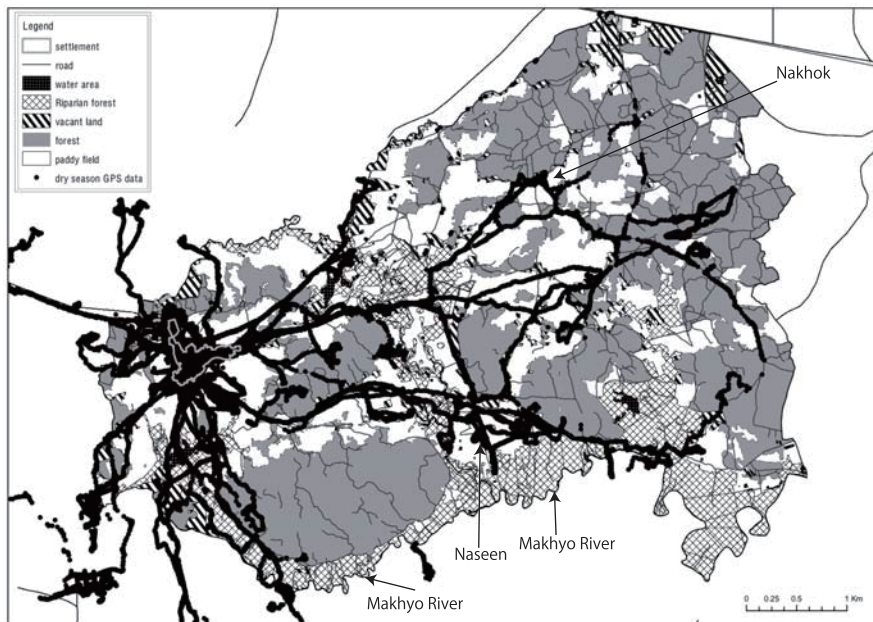 Legend
settlement
road
water area
Riparian forest
vacant land
forest
paddy field
dry season GPS data
Nakhok
Naseen
Makhyo River
Makhyo River
0 0.25 0.5 1 Km